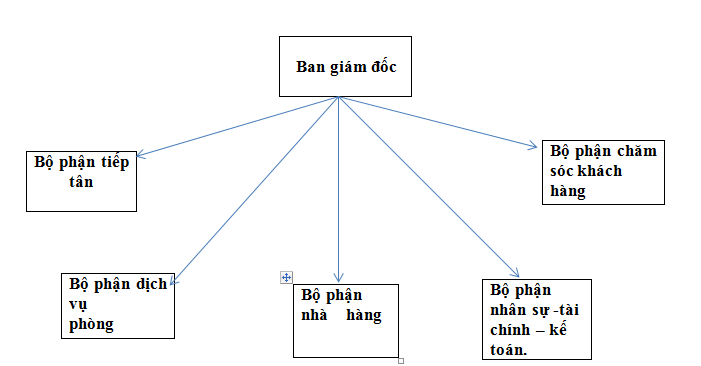 Ban giám đốc
Bộ phận tiếp
tân
Bộ phận chăm
sóc khách
hàng
Bộ phận dịch
vụ
phòng
Bộ phận
nhà hàng
Bộ phận
nhân sự -tài
chính – kế
toán.